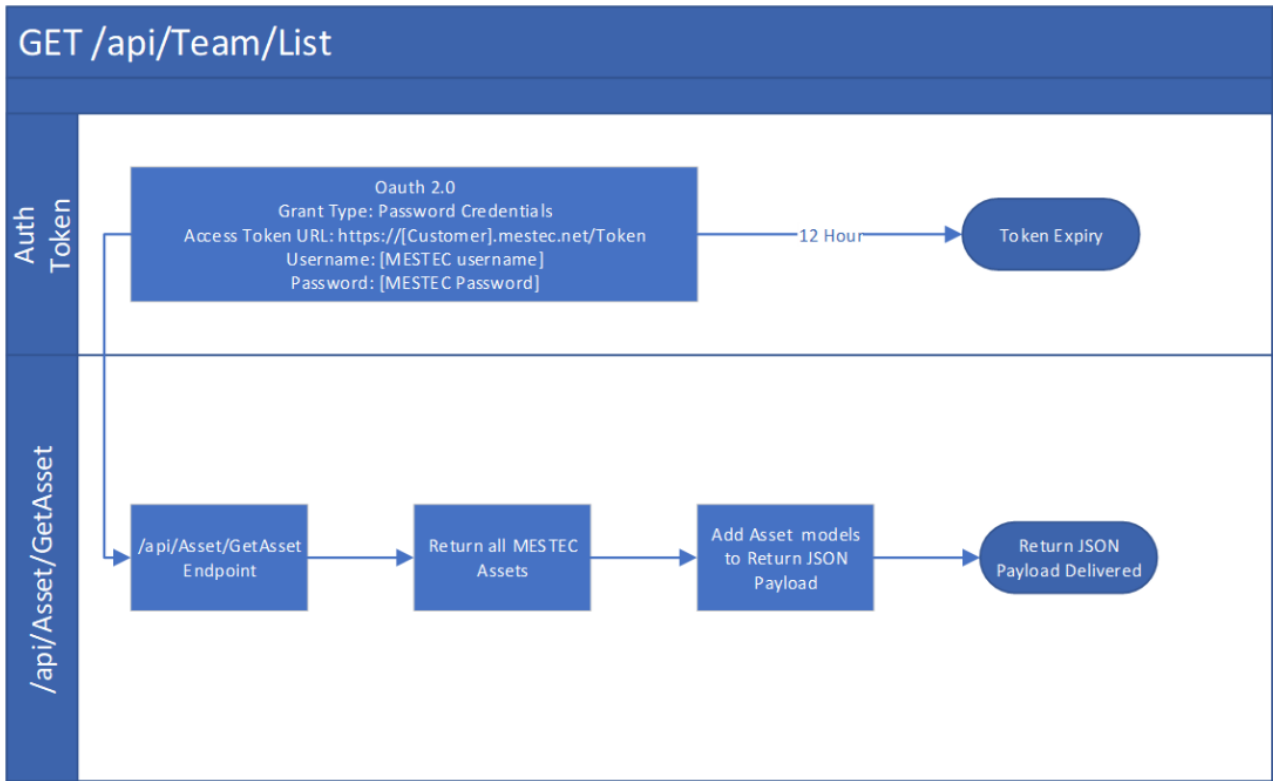 GET /api/Team/List
Auth
Token
Oauth 2.0
Grant Type: Password Credentials
Access Token URL: https://[Customer].mestec.net/Token
Username: [MESTEC username]
Password: [MESTEC Password]
12 Hour
Token Expiry
/api/Asset/GetAsset
/api/Asset/GetAsset
Endpoint
Return all MESTEC
Assets
Add Asset models
to Return JSON
Payload
Return JSON
Payload Delivered